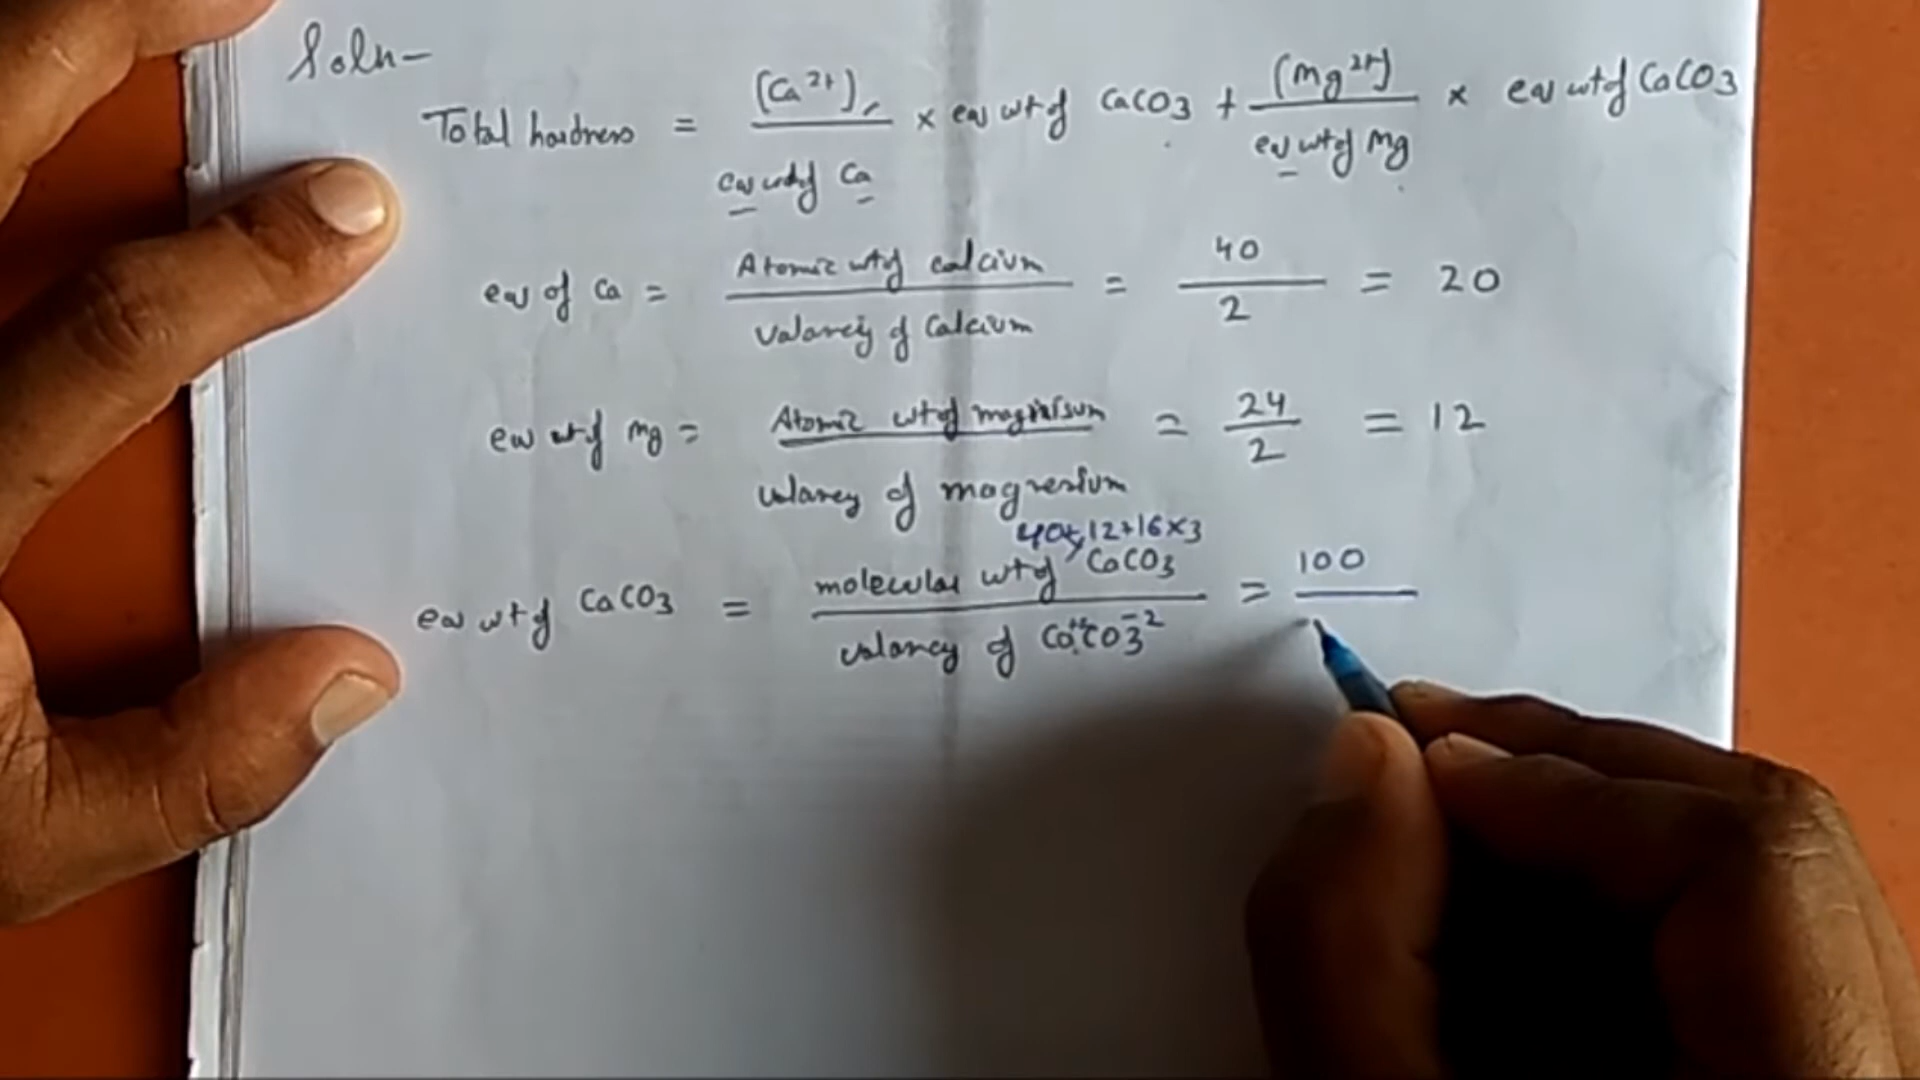 Soln-
Total hardness = (Ca2+) / eq wt of Ca × eq wt of CaCO3 + (Mg2+) / eq wt of Mg × eq wt of CaCO3
eq of Ca = Atomic wt of calcium / valancy of Calcium = 40 / 2 = 20
eq wt of Mg = Atomic wt of magnesium / valancy of magnesium = 24 / 2 = 12
40+12+16×3
eq wt of CaCO3 = molecular wt of CaCO3 / valancy of Ca+2CO3-2 = 100